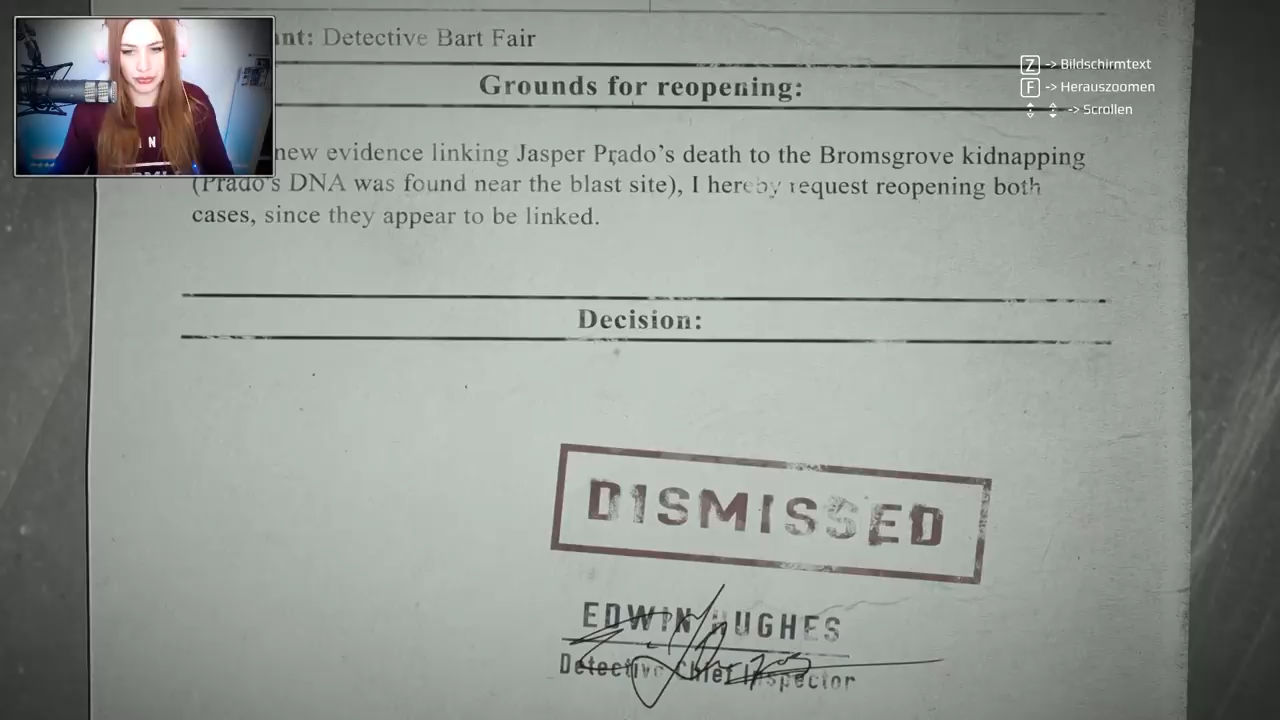 nt: Detective Bart Fair
Z -> Bildschirmtext
Grounds for reopening:
F -> Herauszoomen
-> Scrollen
new evidence linking Jasper Prado's death to the Bromsgrove kidnapping
(Prado's DNA was found near the blast site), I hereby request reopening both
cases, since they appear to be linked.
Decision:
DISMISSED
EDWIN HUGHES
Detective Chief Inspector